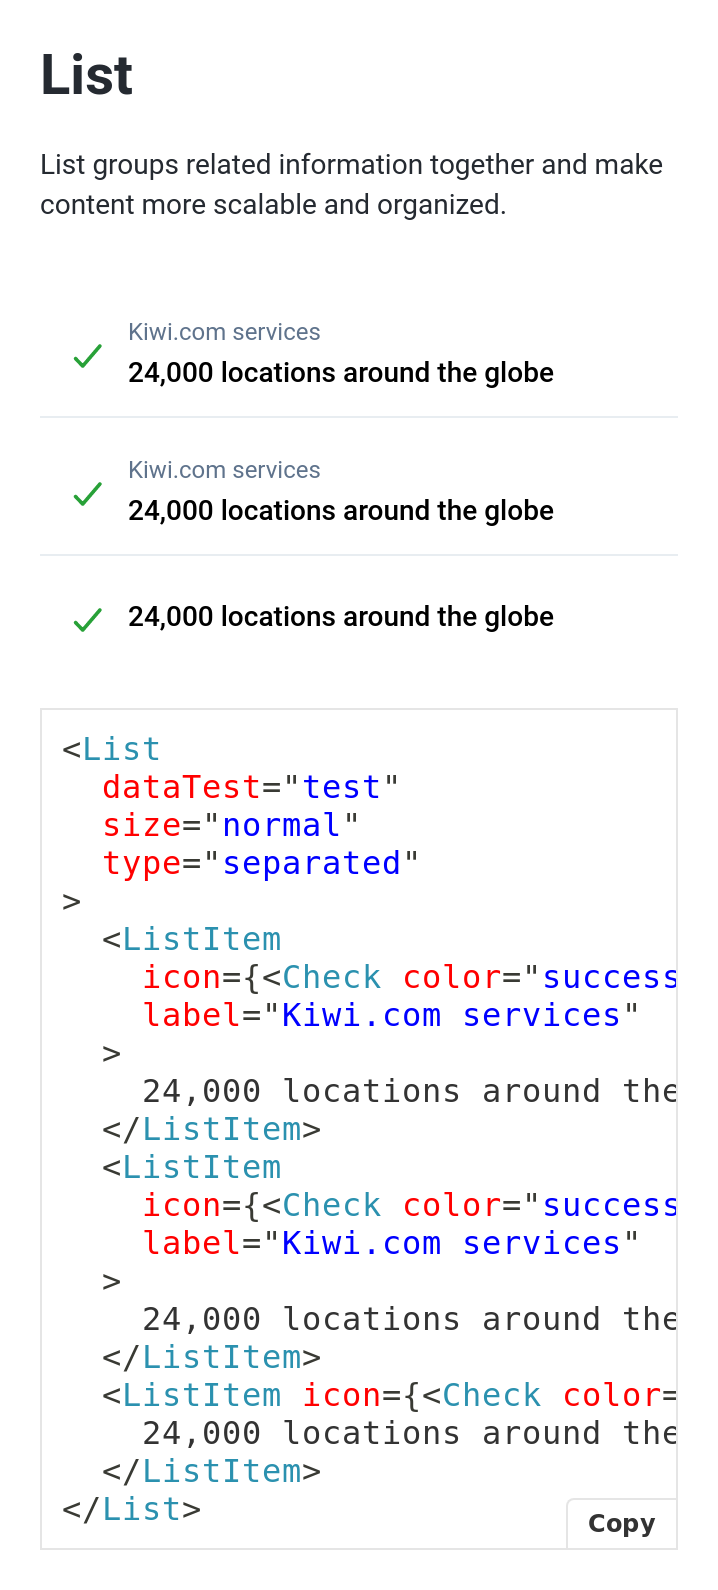 List
List groups related information together and make
content more scalable and organized.
Kiwi.com services
24,000 locations around the globe
Kiwi.com services
24,000 locations around the globe
24,000 locations around the globe
<List
  dataTest="test"
  size="normal"
  type="separated"
>
  <ListItem
    icon={<Check color="success
    label="Kiwi.com services"
  >
    24,000 locations around the
  </ListItem>
  <ListItem
    icon={<Check color="success
    label="Kiwi.com services"
  >
    24,000 locations around the
  </ListItem>
  <ListItem icon={<Check color=
    24,000 locations around the
  </ListItem>
</List>
Copy